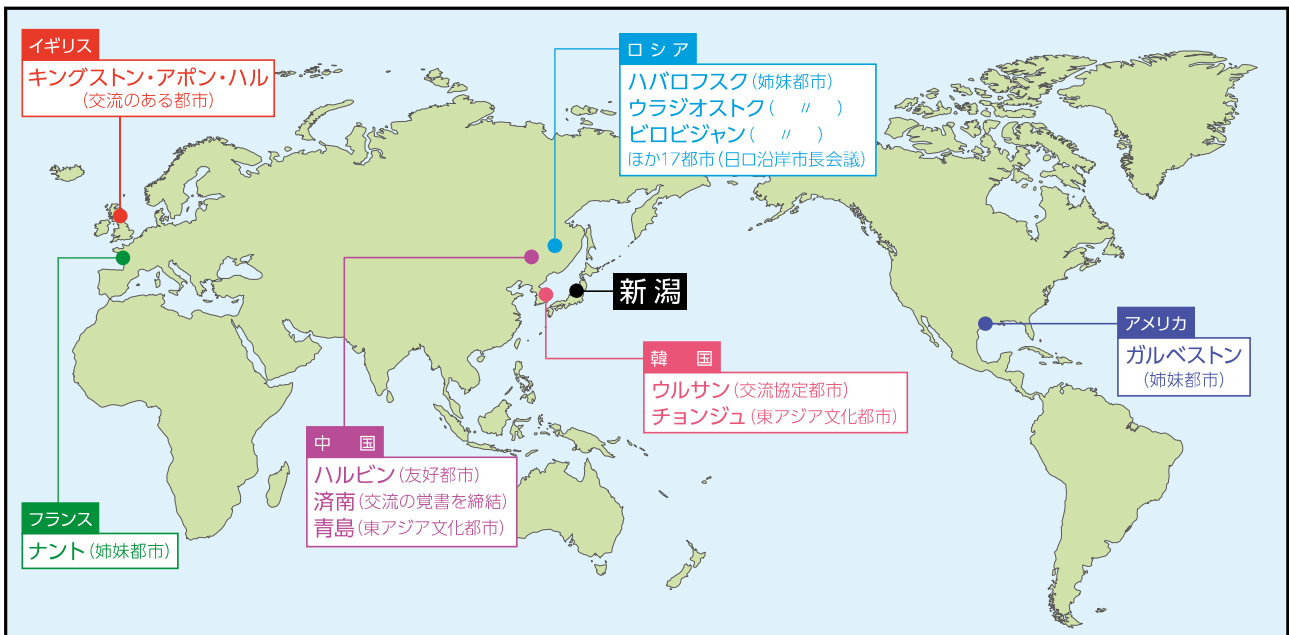 イギリス
キングストン・アポン・ハル
(交流のある都市)
ロシア
ハバロフスク(姉妹都市)
ウラジオストク( 〃 )
ビロビジャン( 〃 )
ほか17都市(日ロ沿岸市長会議)
新潟
アメリカ
ガルベストン
(姉妹都市)
韓国
ウルサン(交流協定都市)
チョンジュ(東アジア文化都市)
中国
ハルビン(友好都市)
済南(交流の覚書を締結)
青島(東アジア文化都市)
フランス
ナント(姉妹都市)